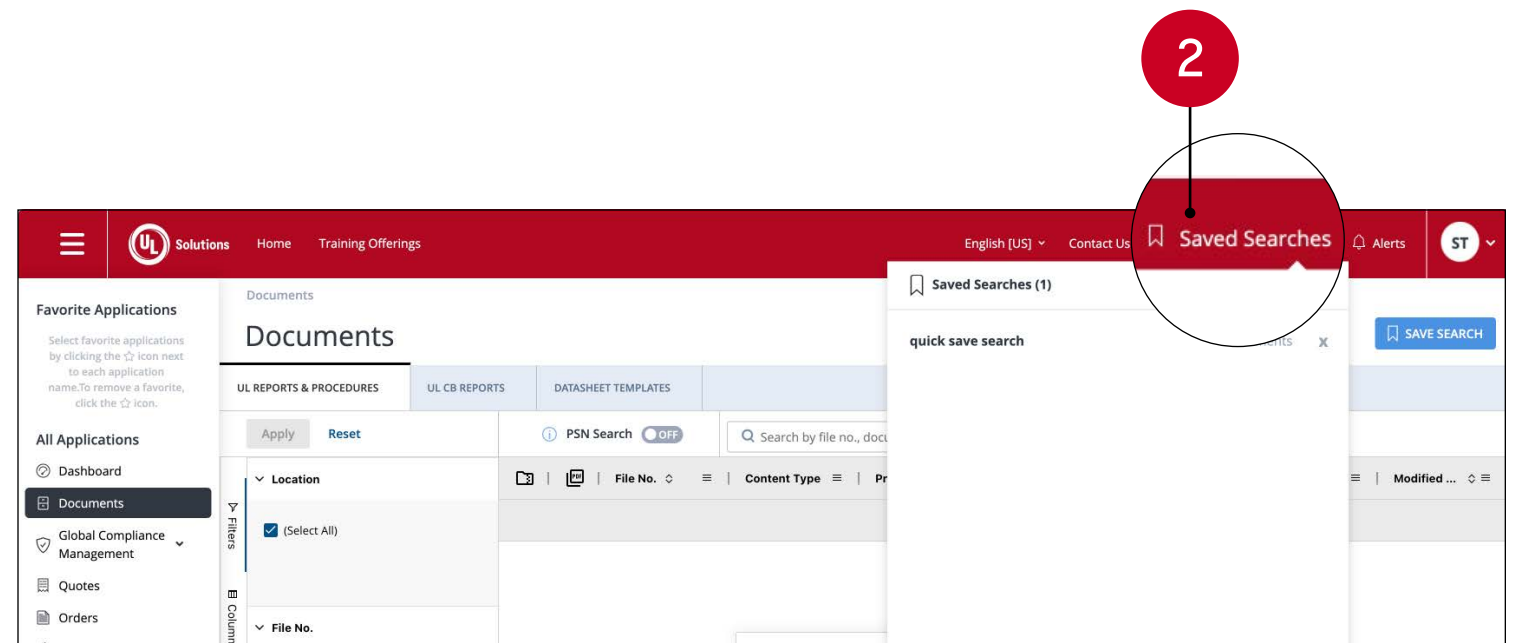 2
UL Solutions
Home
Training Offerings
English [US]
Contact Us
Saved Searches
Alerts
ST
Favorite Applications
Select favorite applications
by clicking the ☆ icon next
to each application
name.To remove a favorite,
click the ☆ icon.
All Applications
Dashboard
Documents
Global Compliance
Management
Quotes
Orders
Documents
Documents
SAVE SEARCH
UL REPORTS & PROCEDURES
UL CB REPORTS
DATASHEET TEMPLATES
Apply
Reset
PSN Search
OFF
Search by file no., docu
Filters
Column
Location
(Select All)
File No.
PDF
File No.
Content Type
Pr
Modified ...
Saved Searches (1)
quick save search
X